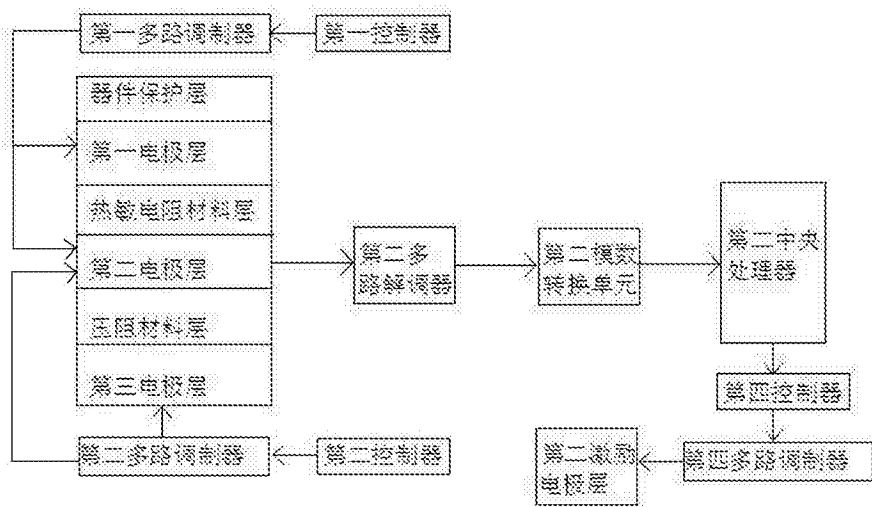 第一多路调制器
第一控制器
器件保护层
第一电极层
热敏电阻材料层
第二电极层
压阻材料层
第三电极层
第二多路调制器
第二控制器
第二多
路解调器
第二模数
转换单元
第二中央
处理器
第四控制器
第四多路调制器
第二激励
电极层